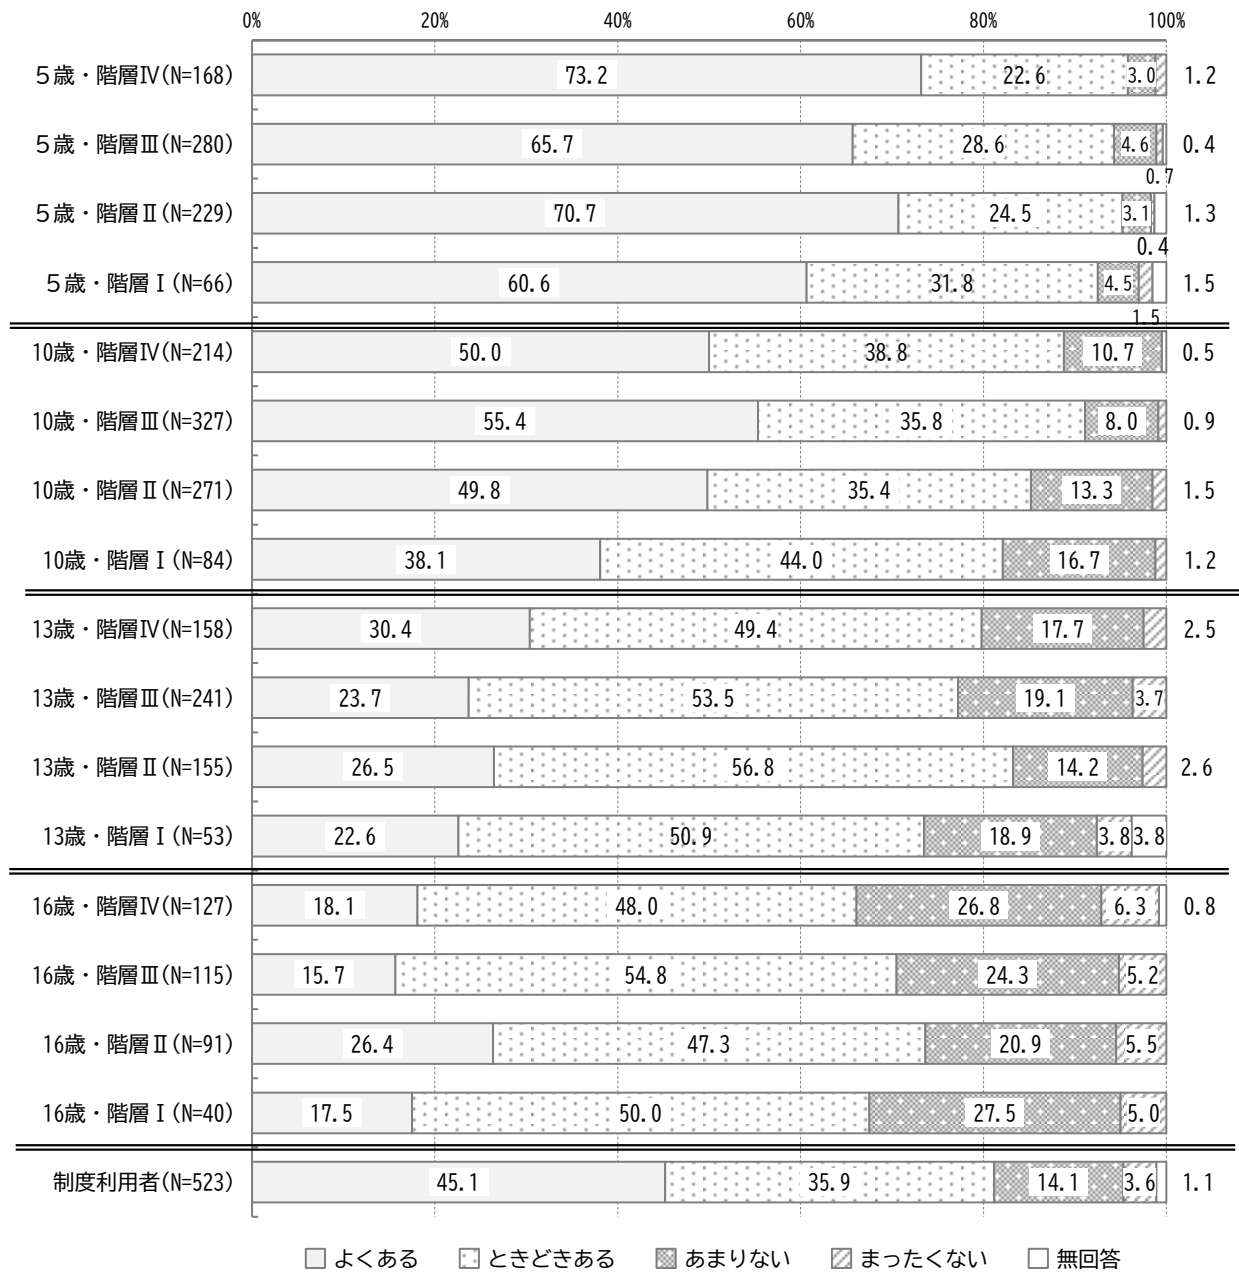 0% 20% 40% 60% 80% 100%
5歳・階層Ⅳ(N=168) 73.2 22.6 3.0 1.2
5歳・階層Ⅲ(N=280) 65.7 28.6 4.6 0.4
0.7
5歳・階層Ⅱ(N=229) 70.7 24.5 3.1 1.3
0.4
5歳・階層Ⅰ(N=66) 60.6 31.8 4.5 1.5
1.5
10歳・階層Ⅳ(N=214) 50.0 38.8 10.7 0.5
10歳・階層Ⅲ(N=327) 55.4 35.8 8.0 0.9
10歳・階層Ⅱ(N=271) 49.8 35.4 13.3 1.5
10歳・階層Ⅰ(N=84) 38.1 44.0 16.7 1.2
13歳・階層Ⅳ(N=158) 30.4 49.4 17.7 2.5
13歳・階層Ⅲ(N=241) 23.7 53.5 19.1 3.7
13歳・階層Ⅱ(N=155) 26.5 56.8 14.2 2.6
13歳・階層Ⅰ(N=53) 22.6 50.9 18.9 3.8 3.8
16歳・階層Ⅳ(N=127) 18.1 48.0 26.8 6.3 0.8
16歳・階層Ⅲ(N=115) 15.7 54.8 24.3 5.2
16歳・階層Ⅱ(N=91) 26.4 47.3 20.9 5.5
16歳・階層Ⅰ(N=40) 17.5 50.0 27.5 5.0
制度利用者(N=523) 45.1 35.9 14.1 3.6 1.1
よくある ときどきある あまりない まったくない 無回答